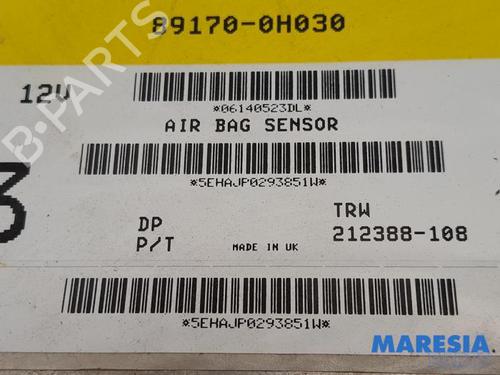 89170-0H030
12V
*06140523DL*
AIR BAG SENSOR
*5EHAJP0293851W*
3
DP
TRW
P/T
MADE IN UK
212388-108
*5EHAJP0293851W*
B-PARTS
MARESIA